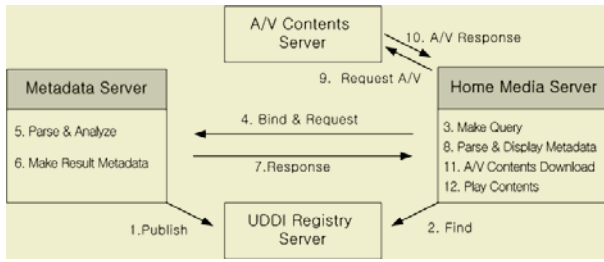 A/V Contents
Server
10. A/V Response
9. Request A/V
Metadata Server
5. Parse & Analyze
6. Make Result Metadata
4. Bind & Request
7.Response
Home Media Server
3. Make Query
8. Parse & Display Metadata
11. A/V Contents Download
12. Play Contents
1.Publish
UDDI Registry
Server
2. Find